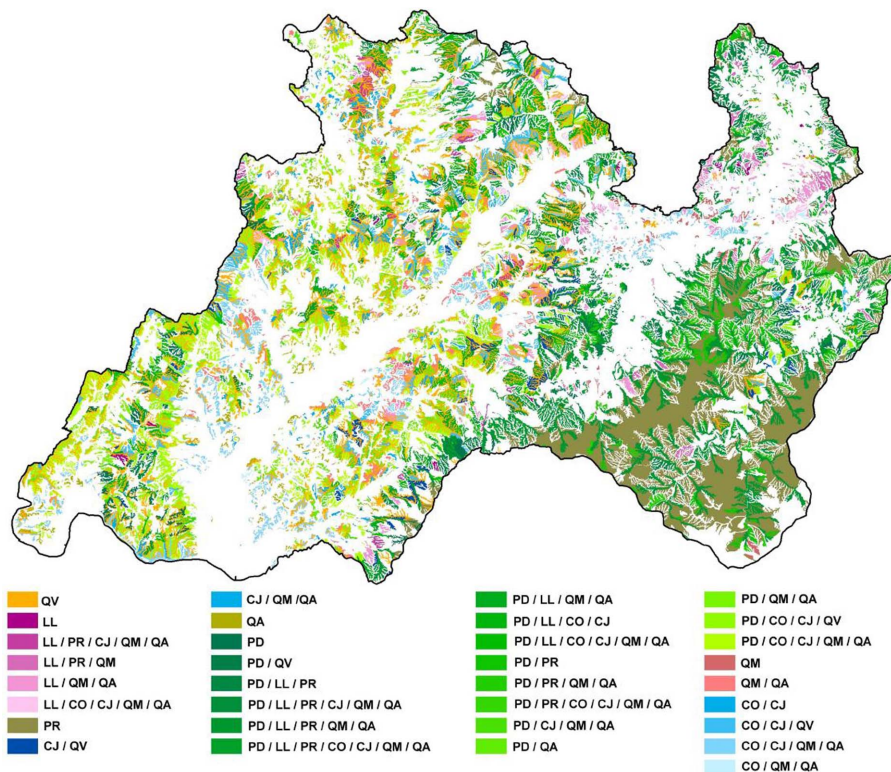 QV
LL
LL / PR / CJ / QM / QA
LL / PR / QM
LL / QM / QA
LL / CO / CJ / QM / QA
PR
CJ / QV
CJ / QM /QA
QA
PD
PD / QV
PD / LL / PR
PD / LL / PR / CJ / QM / QA
PD / LL / PR / QM / QA
PD / LL / PR / CO / CJ / QM / QA
PD / LL / QM / QA
PD / LL / CO / CJ
PD / LL / CO / CJ / QM / QA
PD / PR
PD / PR / QM / QA
PD / PR / CO / CJ / QM / QA
PD / CJ / QM / QA
PD / QA
PD / QM / QA
PD / CO / CJ / QV
PD / CO / CJ / QM / QA
QM
QM / QA
CO / CJ
CO / CJ / QV
CO / CJ / QM / QA
CO / QM / QA